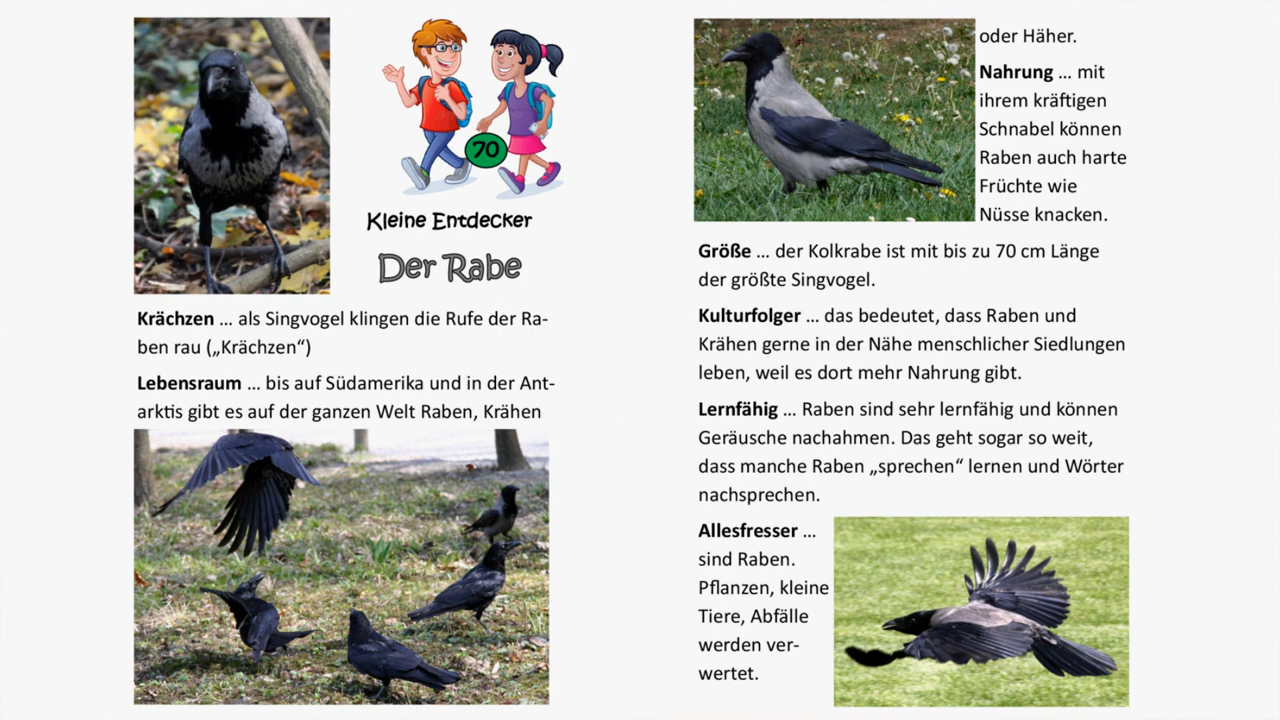 70
Kleine Entdecker
Der Rabe
Krächzen ... als Singvogel klingen die Rufe der Ra-
ben rau („Krächzen“)
Lebensraum ... bis auf Südamerika und in der Ant-
arktis gibt es auf der ganzen Welt Raben, Krähen
oder Häher.
Nahrung ... mit
ihrem kräftigen
Schnabel können
Raben auch harte
Früchte wie
Nüsse knacken.
Größe ... der Kolkrabe ist mit bis zu 70 cm Länge
der größte Singvogel.
Kulturfolger ... das bedeutet, dass Raben und
Krähen gerne in der Nähe menschlicher Siedlungen
leben, weil es dort mehr Nahrung gibt.
Lernfähig ... Raben sind sehr lernfähig und können
Geräusche nachahmen. Das geht sogar so weit,
dass manche Raben „sprechen“ lernen und Wörter
nachsprechen.
Allesfresser ...
sind Raben.
Pflanzen, kleine
Tiere, Abfälle
werden ver-
wertet.